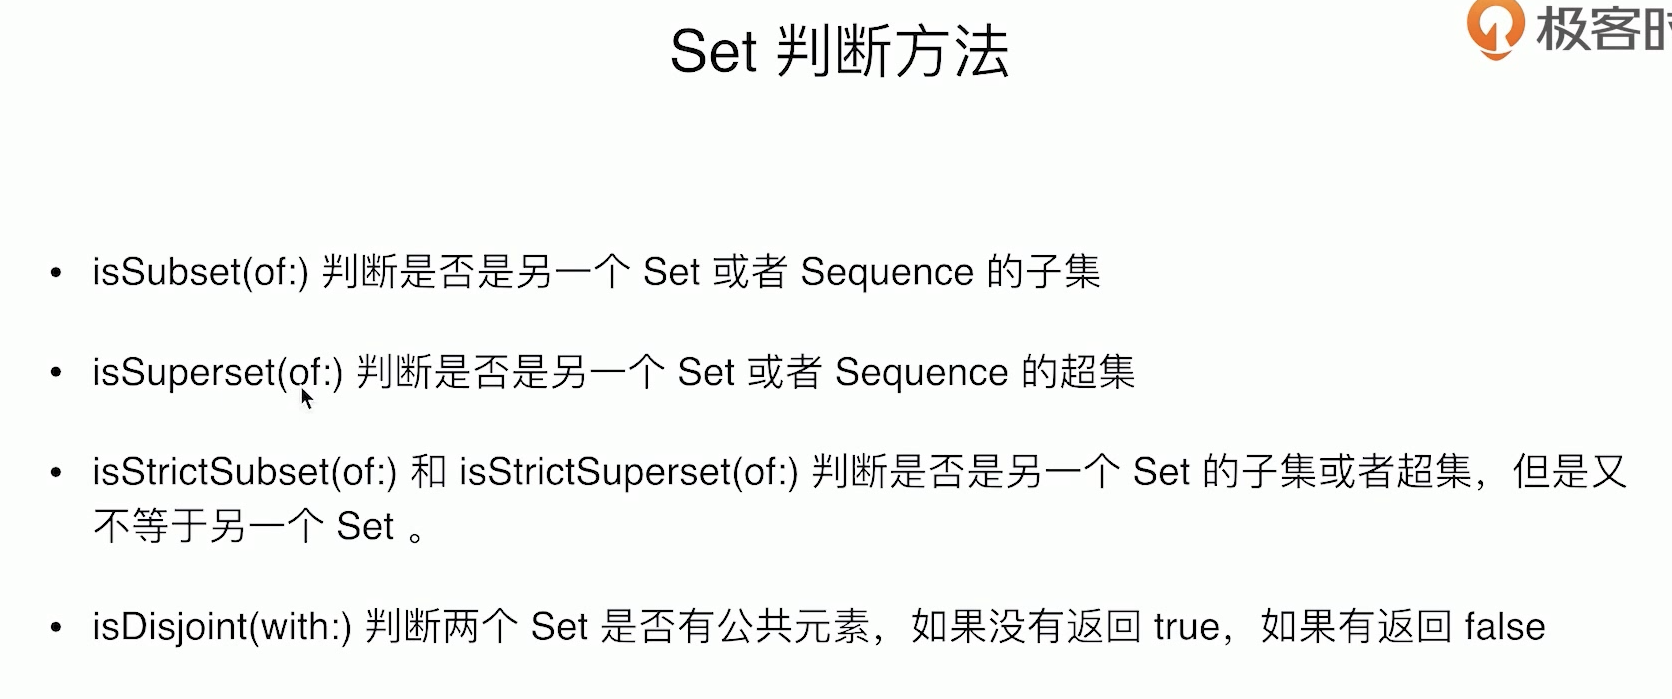 Set 判断方法
极客时
• isSubset(of:) 判断是否是另一个 Set 或者 Sequence 的子集
• isSuperset(of:) 判断是否是另一个 Set 或者 Sequence 的超集
• isStrictSubset(of:) 和 isStrictSuperset(of:) 判断是否是另一个 Set 的子集或者超集，但是又
不等于另一个 Set 。
• isDisjoint(with:) 判断两个 Set 是否有公共元素，如果没有返回 true，如果有返回 false